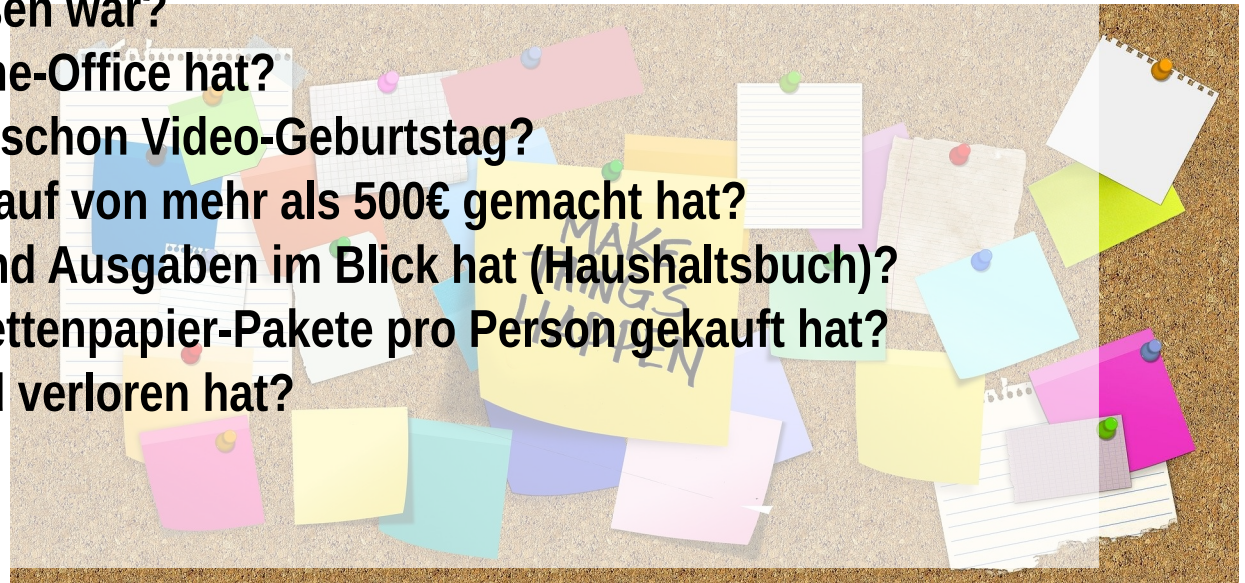 en war?
e-Office hat?
schon Video-Geburtstag?
auf von mehr als 500€ gemacht hat?
nd Ausgaben im Blick hat (Haushaltsbuch)?
ettenpapier-Pakete pro Person gekauft hat?
verloren hat?
MAKE
THINGS
HAPPEN